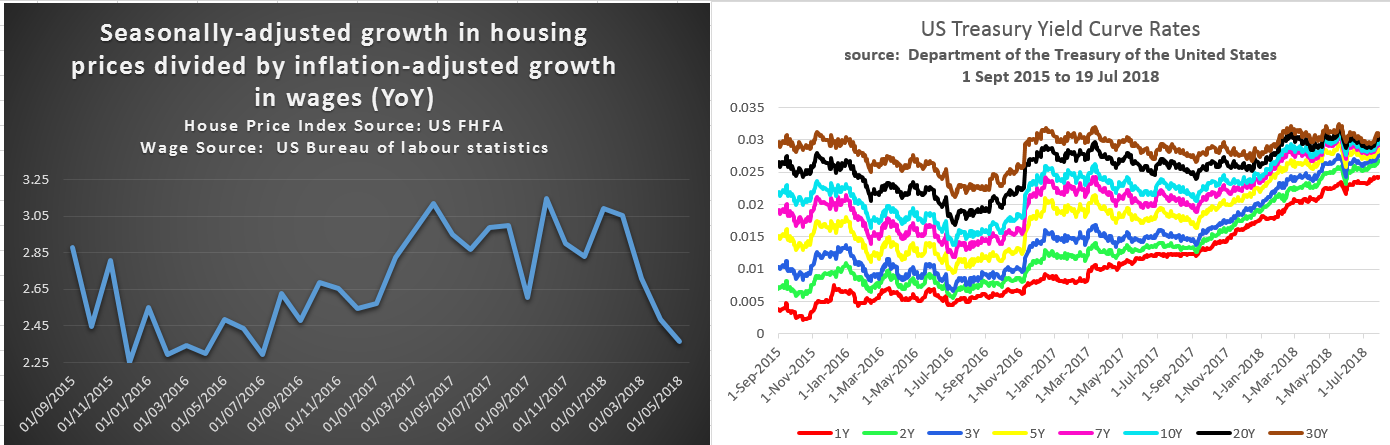 Seasonally-adjusted growth in housing
prices divided by inflation-adjusted growth
in wages (YoY)
House Price Index Source: US FHFA
Wage Source: US Bureau of labour statistics
3.25
3.05
2.85
2.65
2.45
2.25
01/09/2015
01/11/2015
01/01/2016
01/03/2016
01/05/2016
01/07/2016
01/09/2016
01/11/2016
01/01/2017
01/03/2017
01/05/2017
01/07/2017
01/09/2017
01/11/2017
01/01/2018
01/03/2018
01/05/2018
US Treasury Yield Curve Rates
source: Department of the Treasury of the United States
1 Sept 2015 to 19 Jul 2018
0.035
0.03
0.025
0.02
0.015
0.01
0.005
0
1-Sep-2015
1-Nov-2015
1-Jan-2016
1-Mar-2016
1-May-2016
1-Jul-2016
1-Sep-2016
1-Nov-2016
1-Jan-2017
1-Mar-2017
1-May-2017
1-Jul-2017
1-Sep-2017
1-Nov-2017
1-Jan-2018
1-Mar-2018
1-May-2018
1-Jul-2018
1Y 2Y 3Y 5Y 7Y 10Y 20Y 30Y